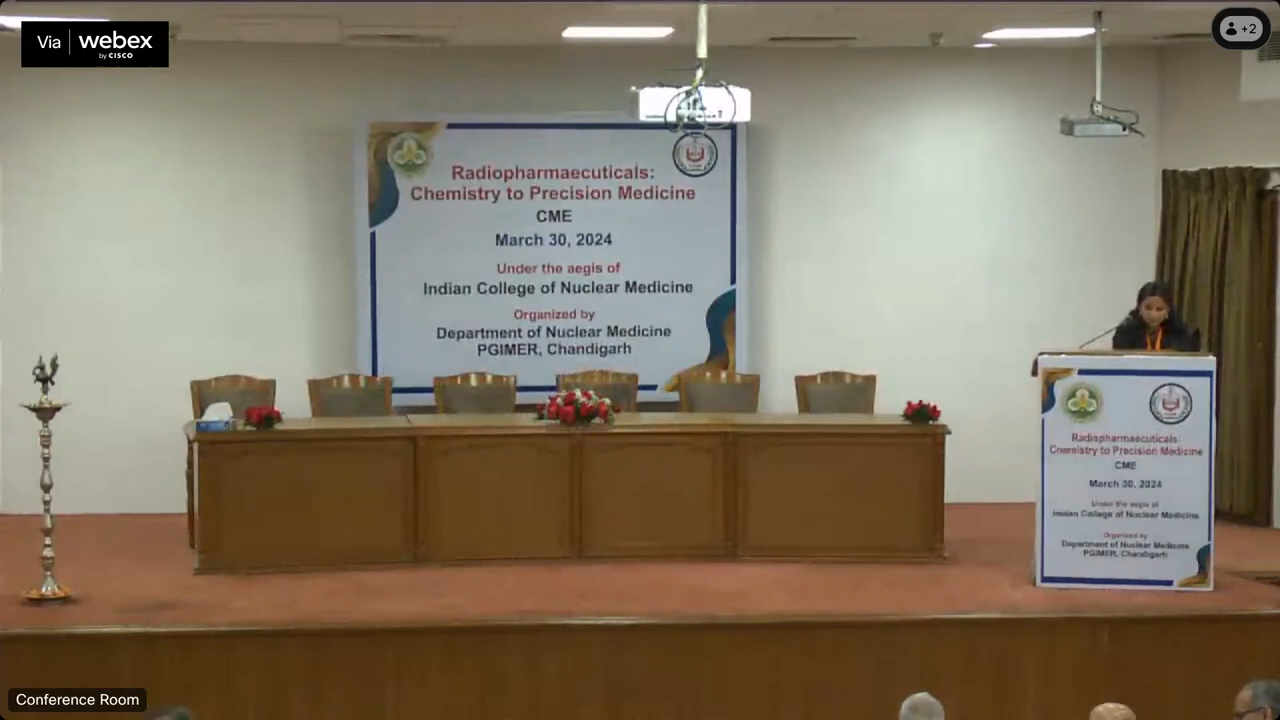 Via webex
by CISCO
+2
Radiopharmaecuticals:
Chemistry to Precision Medicine
CME
March 30, 2024
Under the aegis of
Indian College of Nuclear Medicine
Organized by
Department of Nuclear Medicine
PGIMER, Chandigarh
Radiopharmaecuticals:
Chemistry to Precision Medicine
CME
March 30, 2024
Under the aegis of
Indian College of Nuclear Medicine
Organized by
Department of Nuclear Medicine
PGIMER, Chandigarh
Conference Room